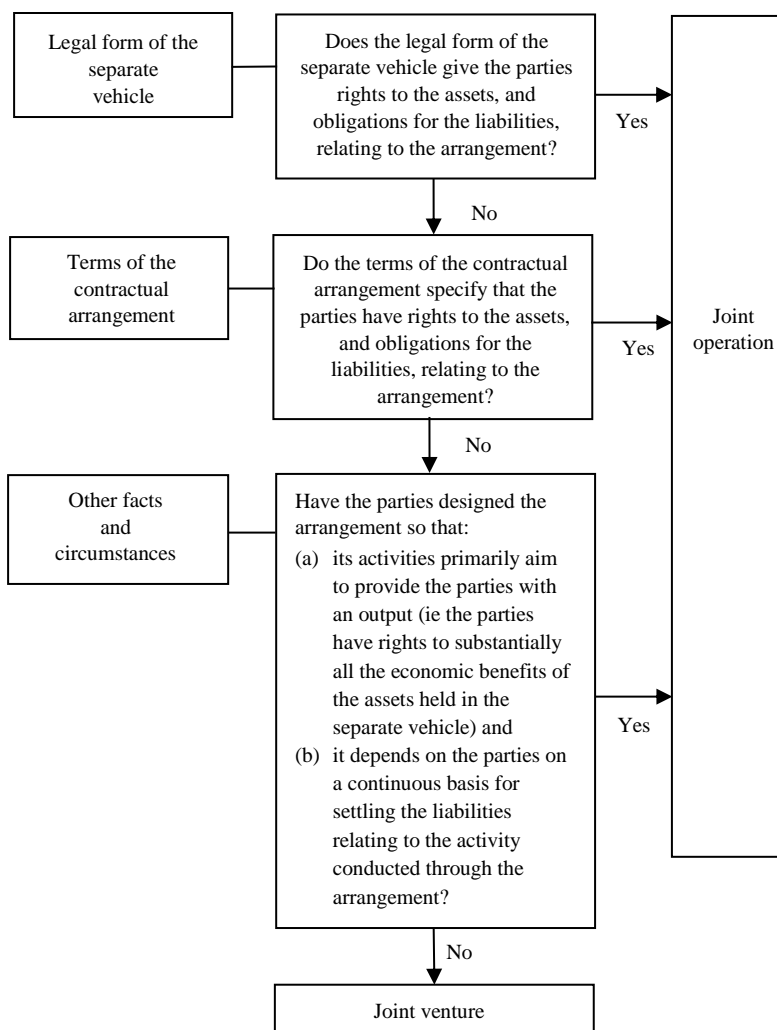 Legal form of the
separate
vehicle
Does the legal form of the
separate vehicle give the parties
rights to the assets, and
obligations for the liabilities,
relating to the arrangement?
Yes
No
Terms of the
contractual
arrangement
Do the terms of the contractual
arrangement specify that the
parties have rights to the assets,
and obligations for the
liabilities, relating to the
arrangement?
Yes
Joint
operation
No
Other facts
and
circumstances
Have the parties designed the
arrangement so that:
(a) its activities primarily aim
to provide the parties with
an output (ie the parties
have rights to substantially
all the economic benefits of
the assets held in the
separate vehicle) and
(b) it depends on the parties on
a continuous basis for
settling the liabilities
relating to the activity
conducted through the
arrangement?
Yes
No
Joint venture